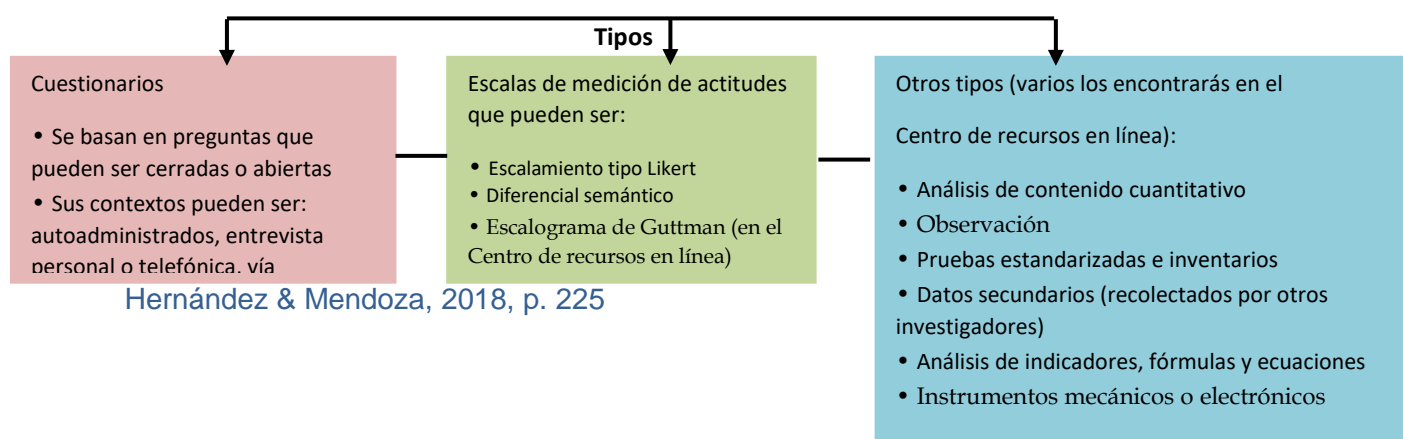 Tipos
Cuestionarios
• Se basan en preguntas que
pueden ser cerradas o abiertas
• Sus contextos pueden ser:
autoadministrados, entrevista
personal o telefónica, vía
Escalas de medición de actitudes
que pueden ser:
• Escalamiento tipo Likert
• Diferencial semántico
• Escalograma de Guttman (en el
Centro de recursos en línea)
Otros tipos (varios los encontrarás en el
Centro de recursos en línea):
• Análisis de contenido cuantitativo
• Observación
• Pruebas estandarizadas e inventarios
• Datos secundarios (recolectados por otros
investigadores)
• Análisis de indicadores, fórmulas y ecuaciones
• Instrumentos mecánicos o electrónicos
Hernández & Mendoza, 2018, p. 225